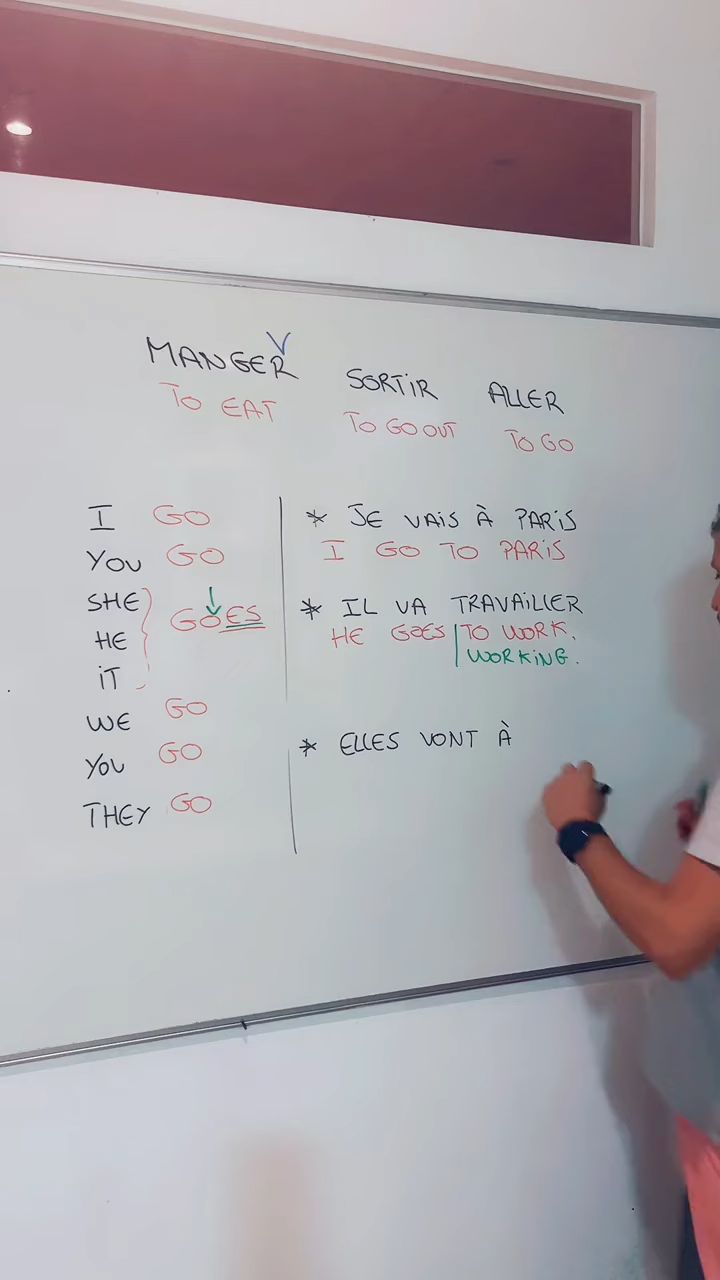 V
MANGER SORTIR ALLER
TO EAT TO GO OUT TO GO
I GO
YOU GO
SHE
HE
IT
GOES
WE GO
YOU GO
THEY GO
* JE VAIS À PARIS
I GO TO PARIS
* IL VA TRAVAILLER
HE GOES TO WORK.
WORKING.
* ELLES VONT À